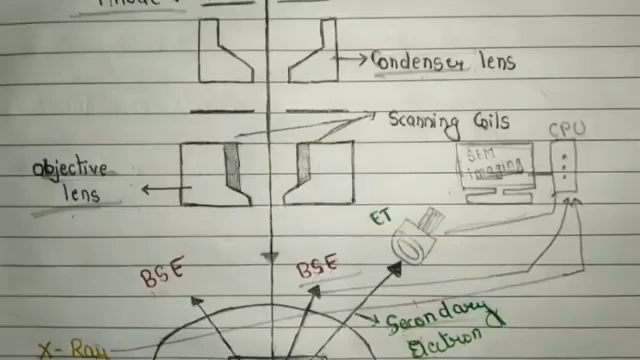 Condenser lens
Scanning Coils
CPU
SEM
imaging
Objective
lens
ET
BSE
BSE
Secondary
Electron
X-Ray